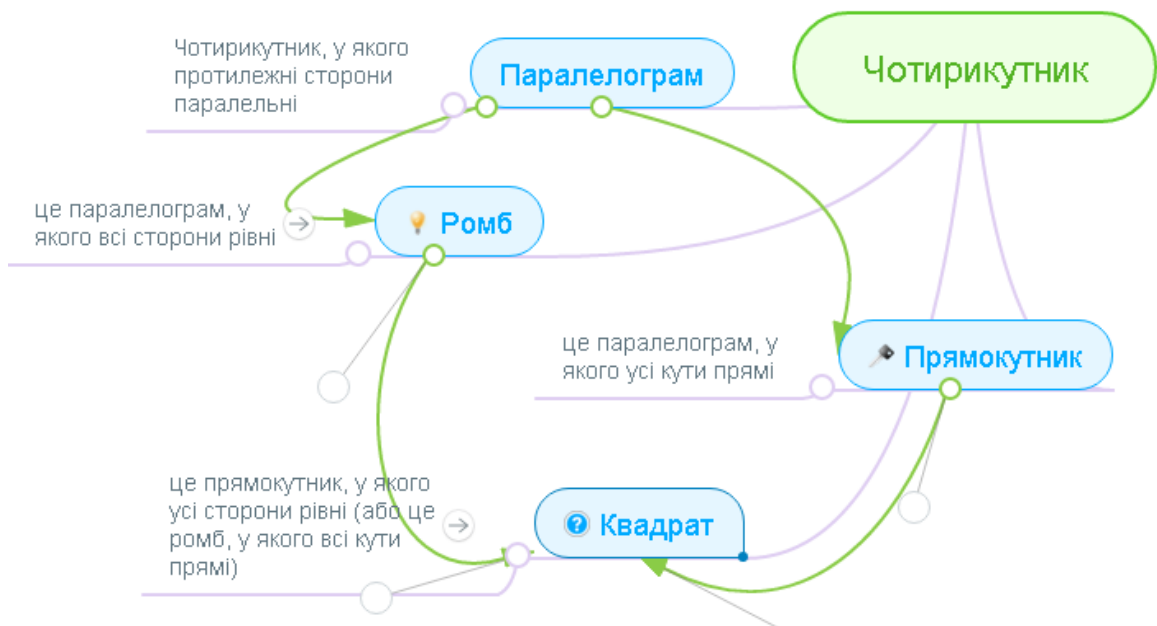 Чотирикутник, у якого
протилежні сторони
паралельні
Паралелограм
Чотирикутник
це паралелограм, у
якого всі сторони рівні
Ромб
це паралелограм, у
якого усі кути прямі
Прямокутник
це прямокутник, у якого
усі сторони рівні (або це
ромб, у якого всі кути
прямі)
Квадрат